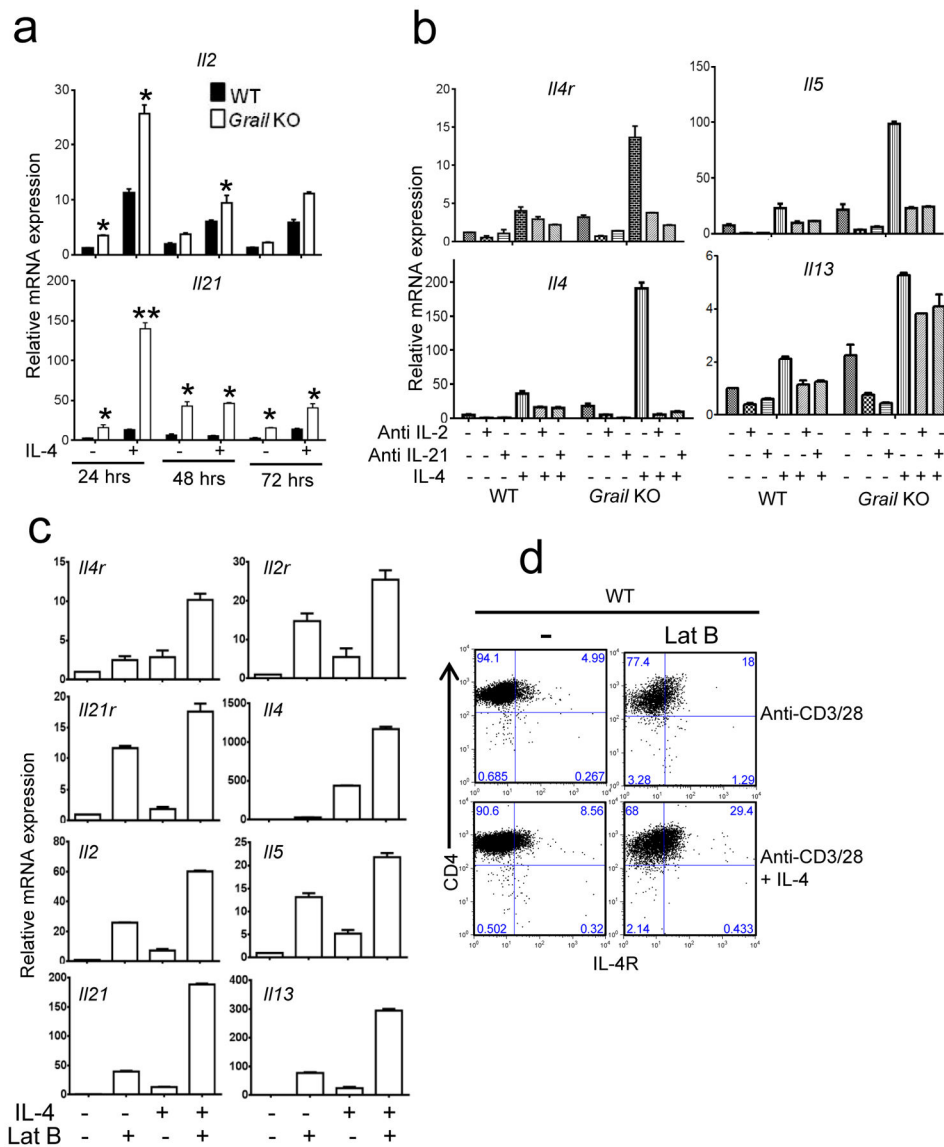 a
Il2
30
20
10
0
WT
Grail KO
*
*
*
Relative mRNA expression
Il21
200
150
100
50
0
*
**
*
*
*
*
IL-4 - + - + - +
24 hrs 48 hrs 72 hrs
b
Relative mRNA expression
Il4r
20
15
10
5
0
Il5
150
100
50
0
Il4
200
150
100
50
0
Il13
6
4
2
0
Anti IL-2 - + - - + - - + - - + -
Anti IL-21 - - + - - + - - + - - +
IL-4 - - - + + + - - - + + +
WT Grail KO
- + - - + - - + - - + -
- - + - - + - - + - - +
- - - + + + - - - + + +
WT Grail KO
c
Relative mRNA expression
Il4r
15
10
5
0
Il2r
30
20
10
0
Il21r
20
15
10
5
0
Il4
1500
1000
500
0
Il2
80
60
40
20
0
Il5
25
20
15
10
5
0
Il21
200
150
100
50
0
Il13
400
300
200
100
0
IL-4 - - + + - - + +
Lat B - + - + - + - +
d
WT
- Lat B
94.1 4.99
0.685 0.267
77.4 18
3.28 1.29
Anti-CD3/28
90.6 8.56
0.502 0.32
68 29.4
2.14 0.433
Anti-CD3/28
+ IL-4
10⁰ 10¹ 10² 10³ 10⁴
CD4
IL-4R